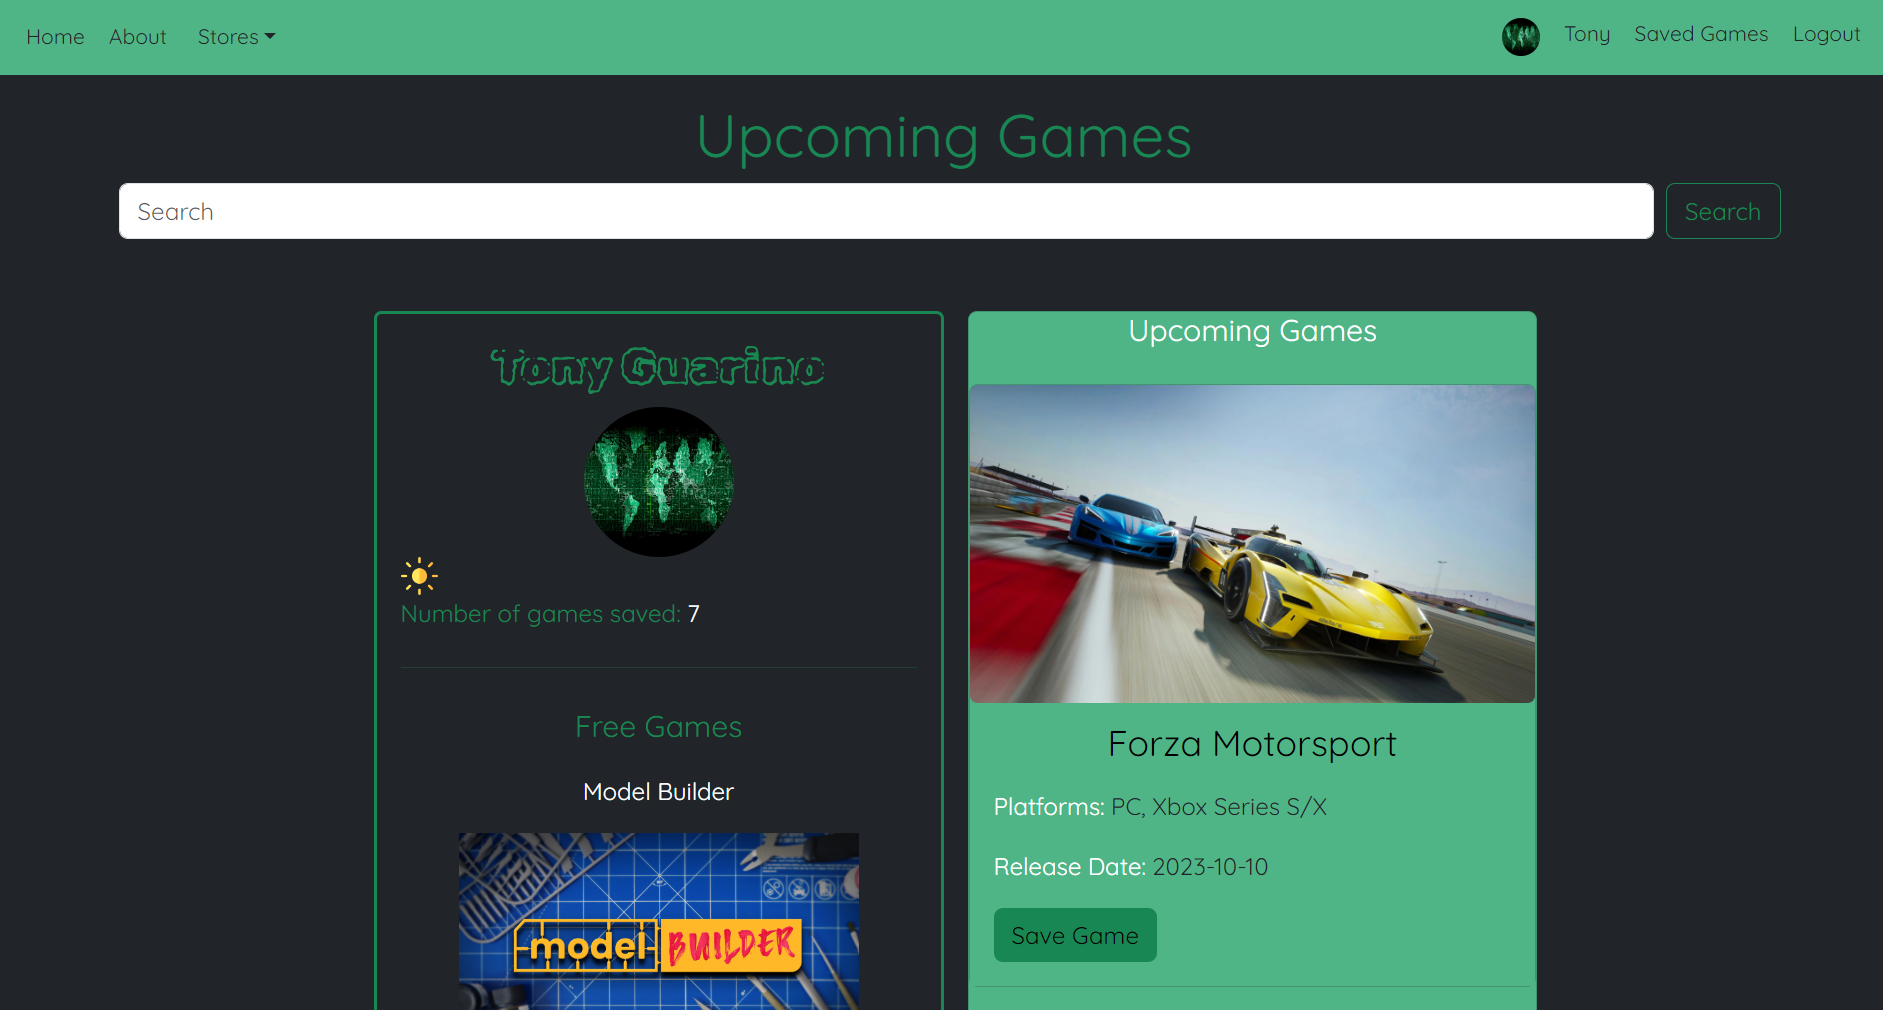 Home About Stores
Tony Saved Games Logout
Upcoming Games
Search
Search
Tony Guarino
Number of games saved: 7
Free Games
Model Builder
model BUILDER
Upcoming Games
Forza Motorsport
Platforms: PC, Xbox Series S/X
Release Date: 2023-10-10
Save Game